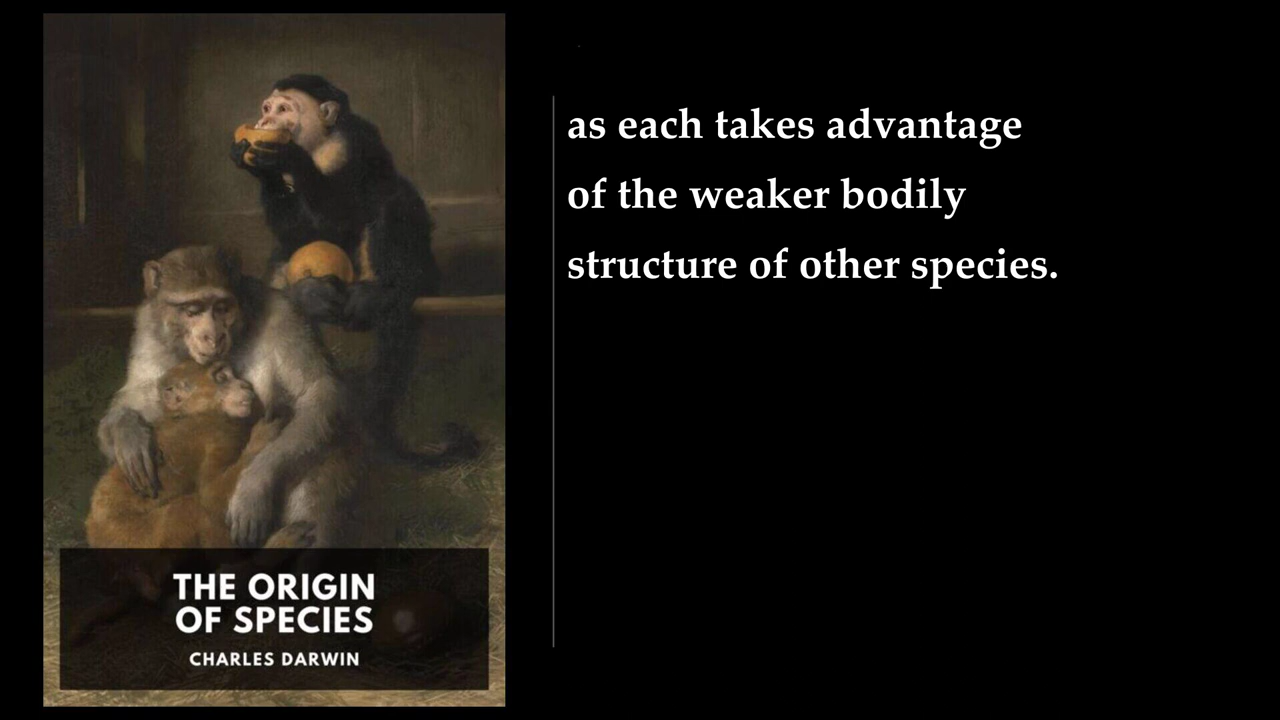 as each takes advantage
of the weaker bodily
structure of other species.
THE ORIGIN
OF SPECIES
CHARLES DARWIN